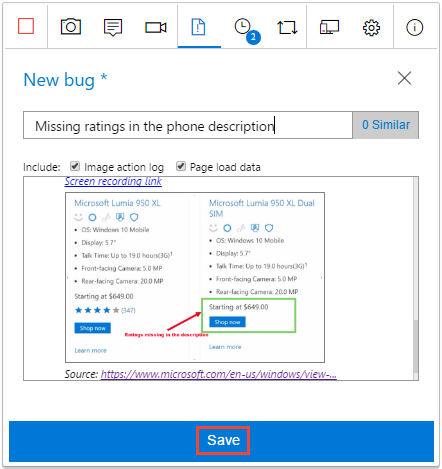 2
New bug *
Missing ratings in the phone description
0 Similar
Include: Image action log Page load data
Screen recording link
Microsoft Lumia 950 XL
• OS: Windows 10 Mobile
• Display: 5.7"
• Talk Time: Up to 19.0 hours(3G)¹
• Front-facing Camera: 5.0 MP
• Rear-facing Camera: 20.0 MP
Starting at $649.00
(347)
Shop now
Learn more
Microsoft Lumia 950 XL Dual
SIM
• OS: Windows 10 Mobile
• Display: 5.7"
• Talk Time: Up to 19.0 hours(3G)¹
• Front-facing Camera: 5.0 MP
• Rear-facing Camera: 20.0 MP
Starting at $649.00
Shop now
Ratings missing in the description
Learn more
Source: https://www.microsoft.com/en-us/windows/view-...
Save